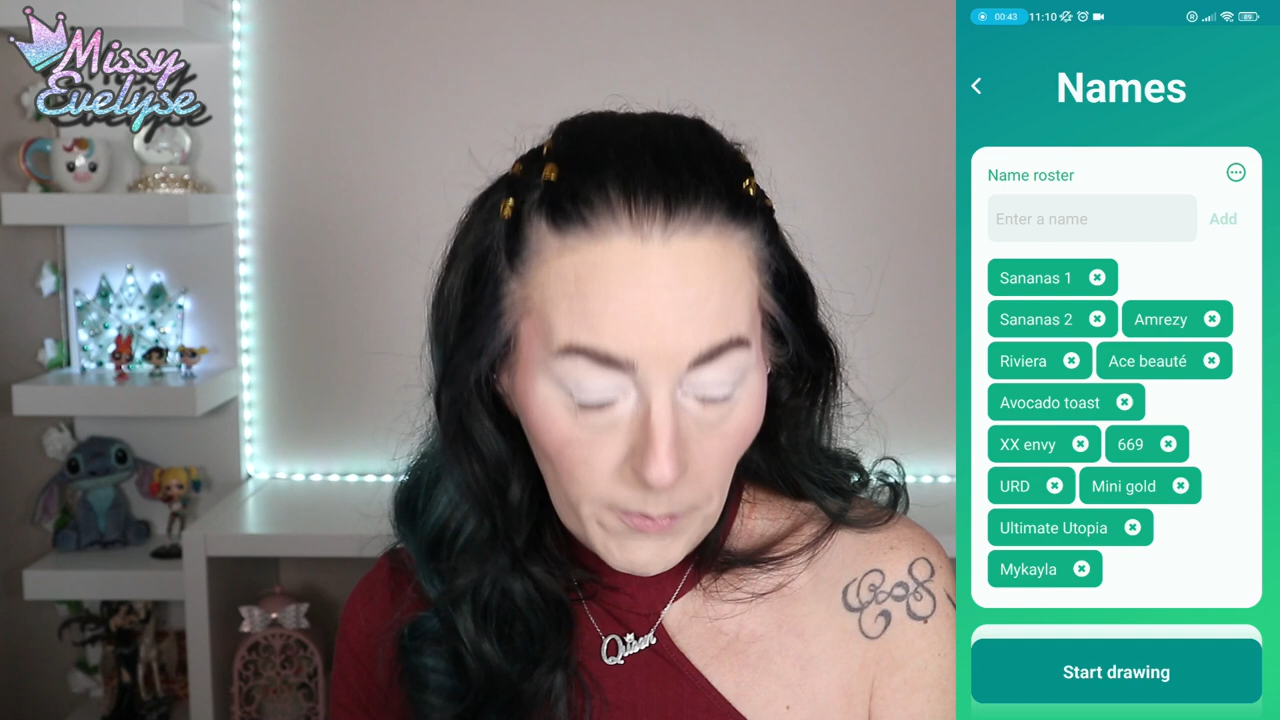 Missy
Evelyse
00:43 11:10 R 89
Names
Name roster
Enter a name Add
Sananas 1
Sananas 2 Amrezy
Riviera Ace beauté
Avocado toast
XX envy 669
URD Mini gold
Ultimate Utopia
Mykayla
Start drawing
Queen